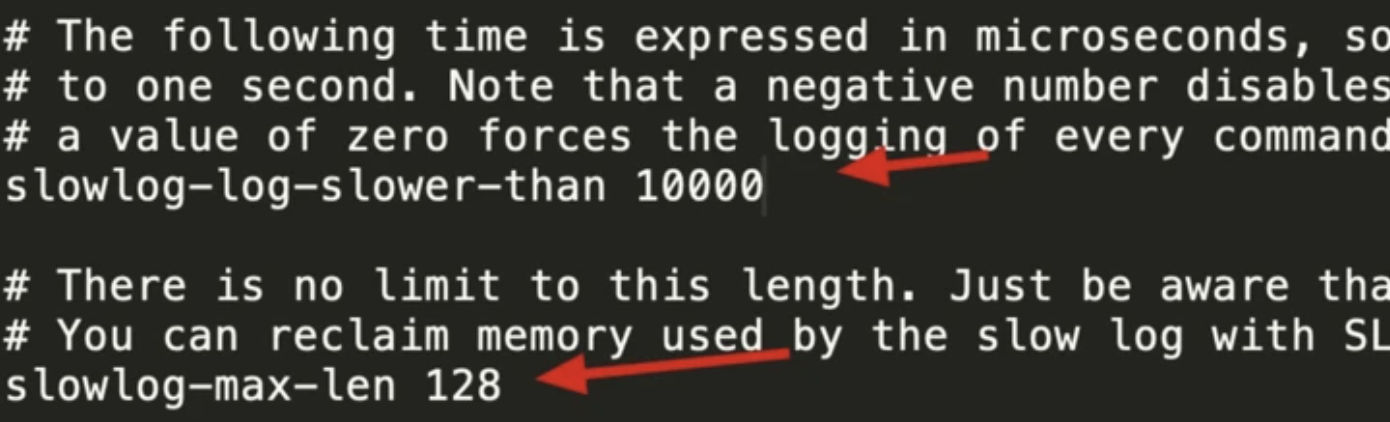 # The following time is expressed in microseconds, so
# to one second. Note that a negative number disables
# a value of zero forces the logging of every command
slowlog-log-slower-than 10000
# There is no limit to this length. Just be aware tha
# You can reclaim memory used by the slow log with SL
slowlog-max-len 128